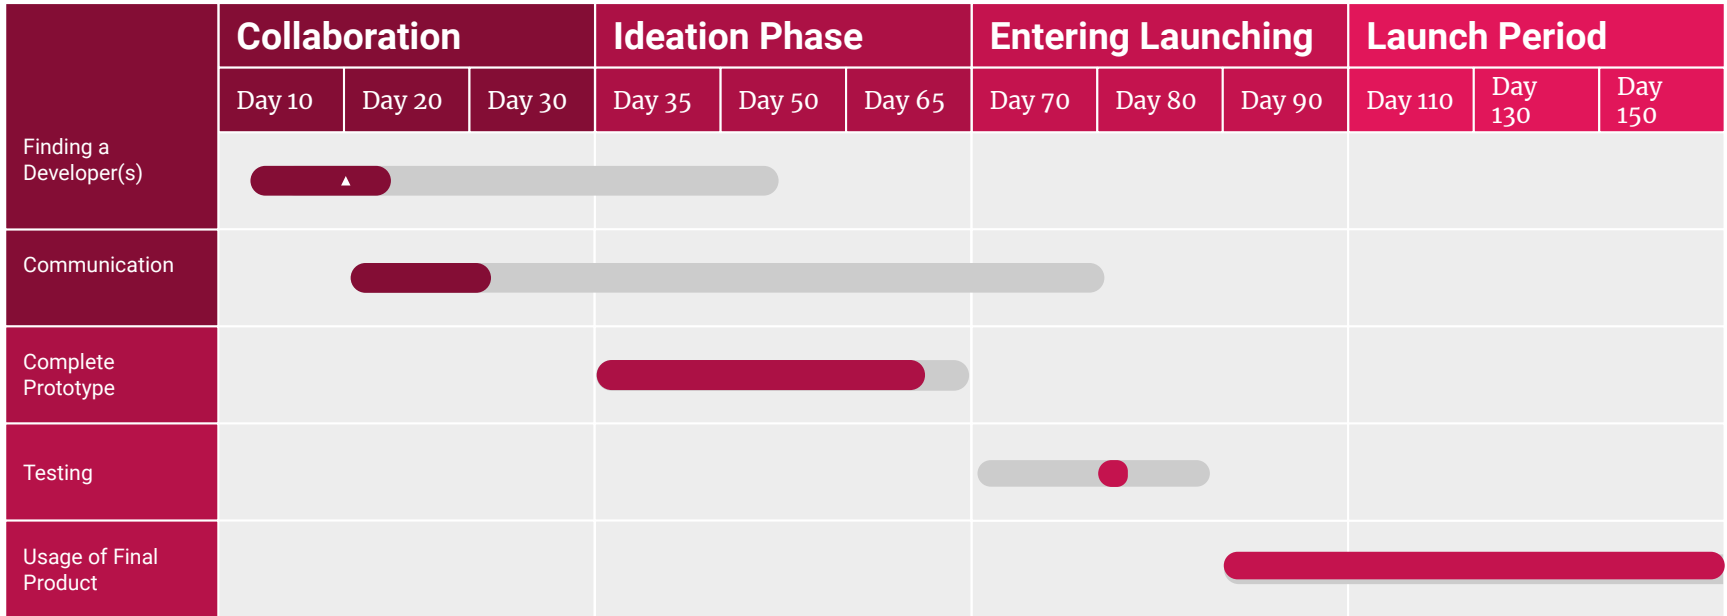 Collaboration
Ideation Phase
Entering Launching
Launch Period
Day 10
Day 20
Day 30
Day 35
Day 50
Day 65
Day 70
Day 80
Day 90
Day 110
Day
130
Day
150
Finding a
Developer(s)
Communication
Complete
Prototype
Testing
Usage of Final
Product